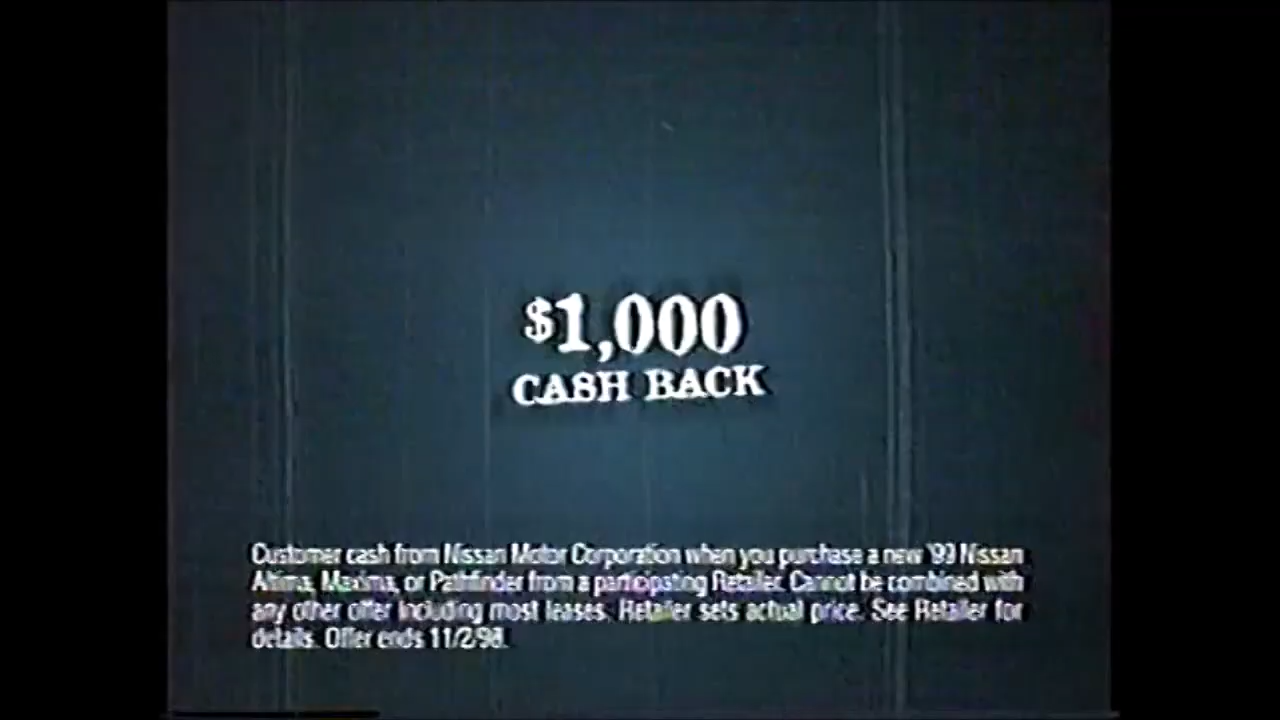 $1,000
CASH BACK
Customer cash from Nissan Motor Corporation when you purchase a new '99 Nissan
Altima, Maxima, or Pathfinder from a participating Retailer. Cannot be combined with
any other offer including most leases. Retailer sets actual price. See Retailer for
details. Offer ends 11/2/98.